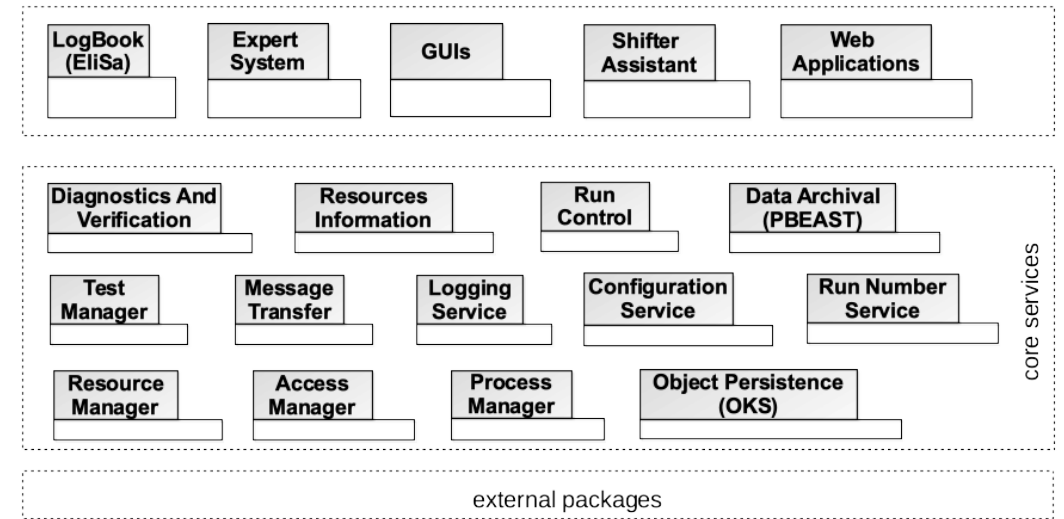 LogBook
(EliSa)
Expert
System
GUIs
Shifter
Assistant
Web
Applications
Diagnostics And
Verification
Resources
Information
Run
Control
Data Archival
(PBEAST)
Test
Manager
Message
Transfer
Logging
Service
Configuration
Service
Run Number
Service
Resource
Manager
Access
Manager
Process
Manager
Object Persistence
(OKS)
core services
external packages